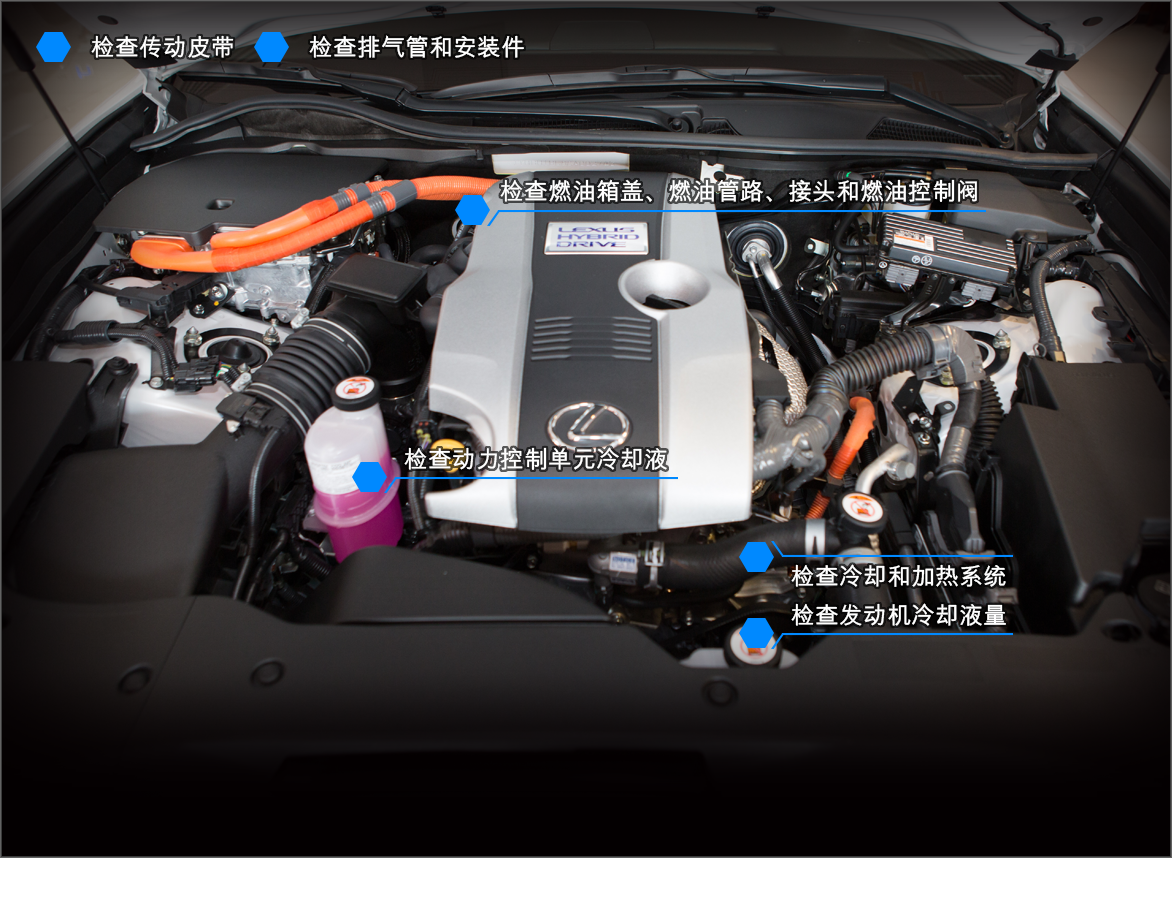 检查传动皮带
检查排气管和安装件
检查燃油箱盖、燃油管路、接头和燃油控制阀
LEXUS
HYBRID
DRIVE
检查动力控制单元冷却液
检查冷却和加热系统
检查发动机冷却液量